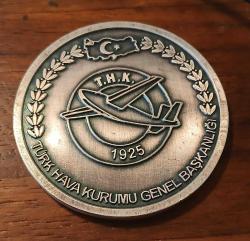 T.H.K.
1925
TÜRK HAVA KURUMU GENEL BAŞKANLIĞI